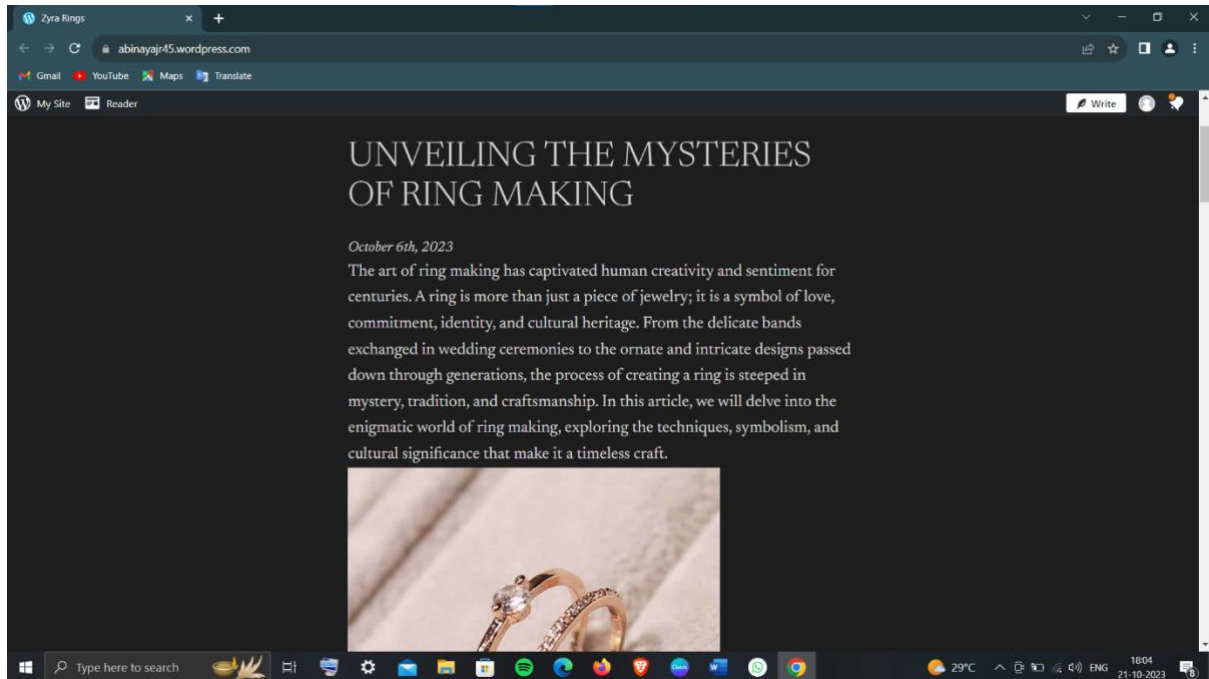 Zyra Rings
abinayajr45.wordpress.com
Gmail YouTube Maps Translate
My Site Reader Write
UNVEILING THE MYSTERIES
OF RING MAKING
October 6th, 2023
The art of ring making has captivated human creativity and sentiment for
centuries. A ring is more than just a piece of jewelry; it is a symbol of love,
commitment, identity, and cultural heritage. From the delicate bands
exchanged in wedding ceremonies to the ornate and intricate designs passed
down through generations, the process of creating a ring is steeped in
mystery, tradition, and craftsmanship. In this article, we will delve into the
enigmatic world of ring making, exploring the techniques, symbolism, and
cultural significance that make it a timeless craft.
Type here to search 29°C ENG 18:04
21-10-2023